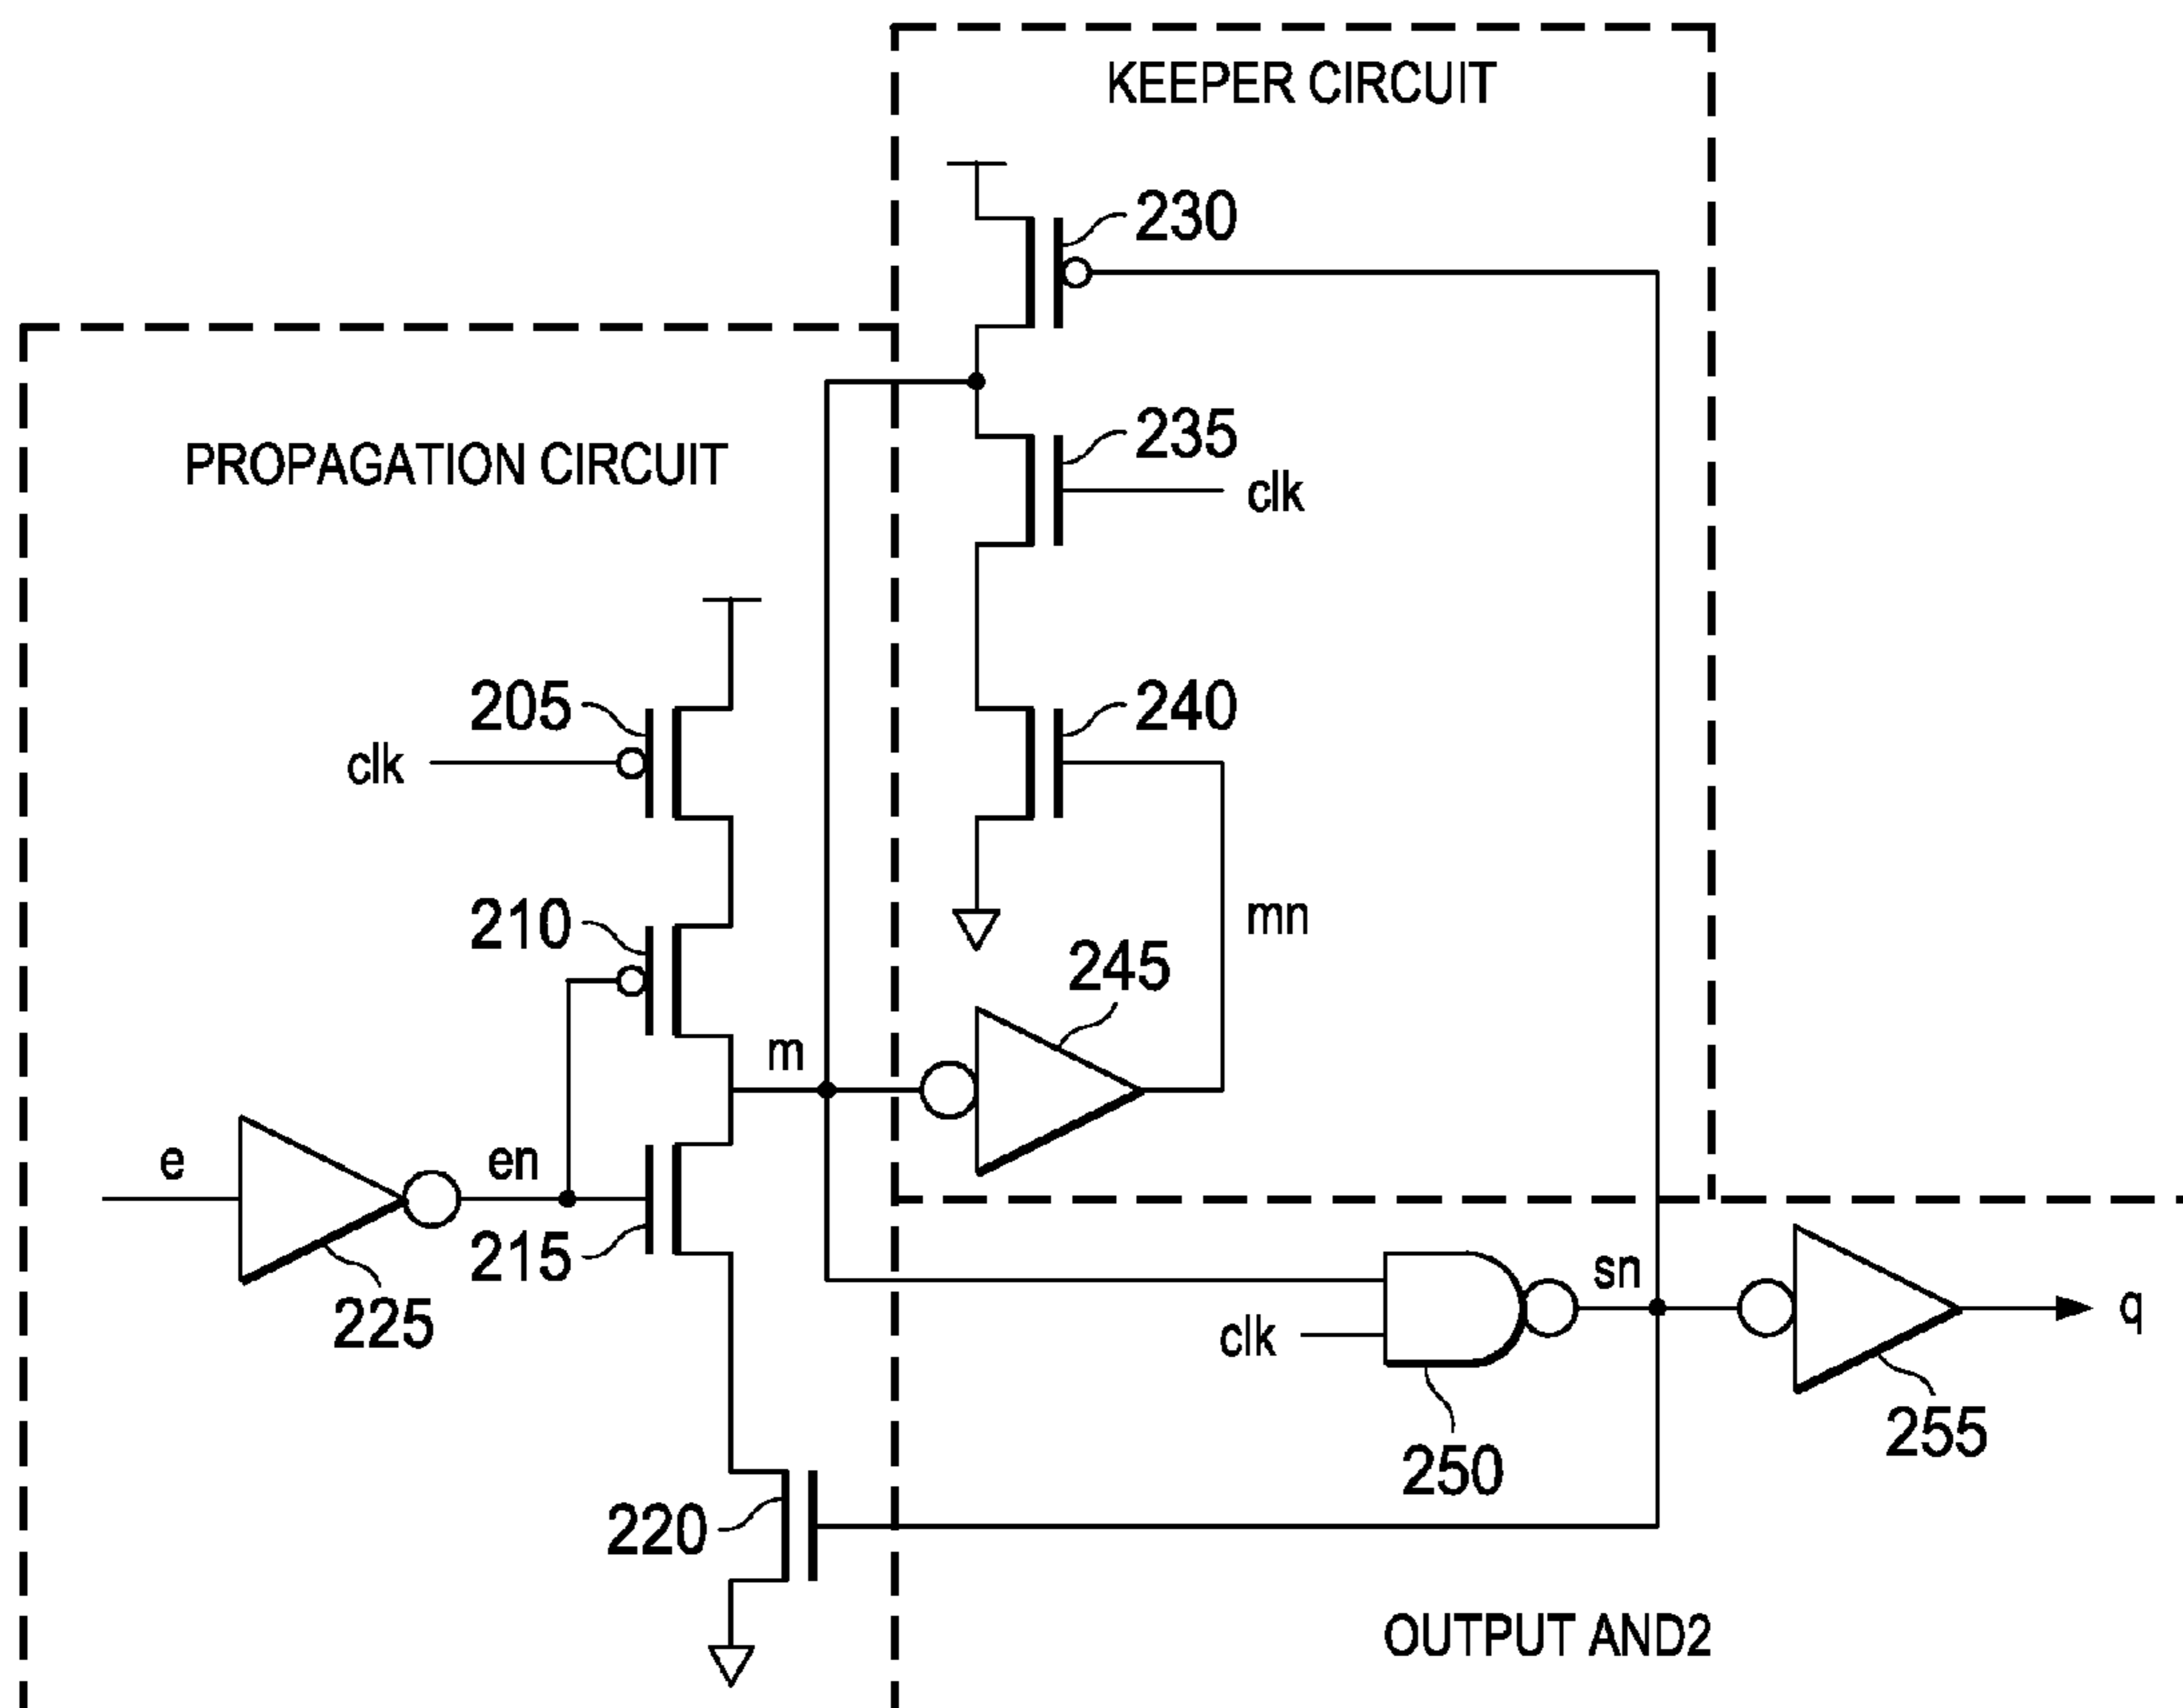 KEEPER CIRCUIT
230
235
clk
PROPAGATION CIRCUIT
205
clk
240
210
mn
245
m
e
en
215
225
sn
clk
q
250
255
220
OUTPUT AND2